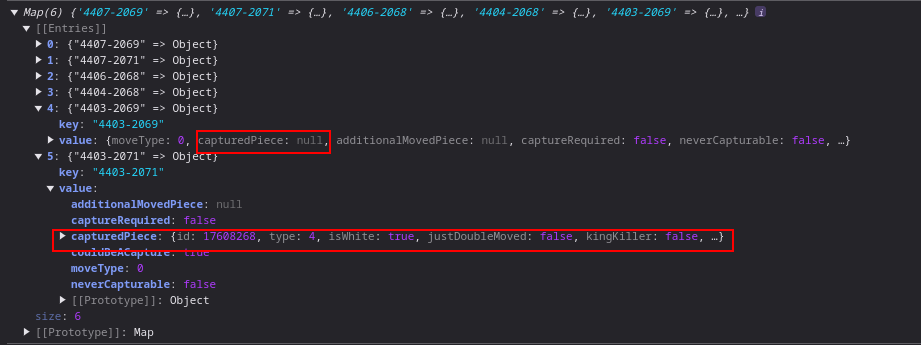 Map(6) {'4407-2069' => {…}, '4407-2071' => {…}, '4406-2068' => {…}, '4404-2068' => {…}, '4403-2069' => {…}, …} i
[[Entries]]
0: {"4407-2069" => Object}
1: {"4407-2071" => Object}
2: {"4406-2068" => Object}
3: {"4404-2068" => Object}
4: {"4403-2069" => Object}
key: "4403-2069"
value: {moveType: 0, capturedPiece: null, additionalMovedPiece: null, captureRequired: false, neverCapturable: false, …}
5: {"4403-2071" => Object}
key: "4403-2071"
value:
additionalMovedPiece: null
captureRequired: false
capturedPiece: {id: 17608268, type: 4, isWhite: true, justDoubleMoved: false, kingKiller: false, …}
couldBeACapture: true
moveType: 0
neverCapturable: false
[[Prototype]]: Object
size: 6
[[Prototype]]: Map